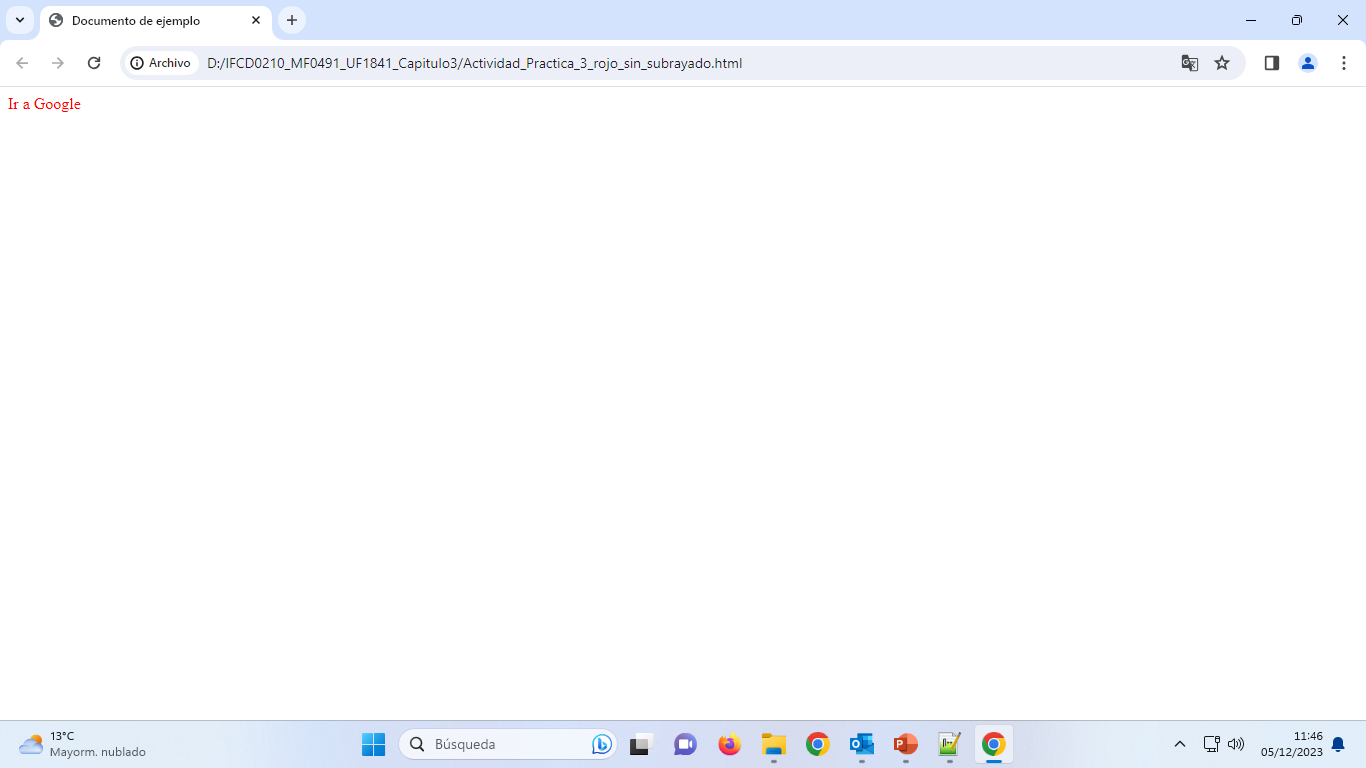 Documento de ejemplo
Archivo
D:/IFCD0210_MF0491_UF1841_Capitulo3/Actividad_Practica_3_rojo_sin_subrayado.html
Ir a Google
13°C
Mayorm. nublado
Búsqueda
11:46
05/12/2023